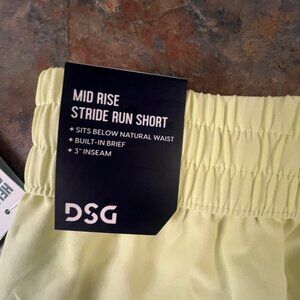 MID RISE
STRIDE RUN SHORT
+ SITS BELOW NATURAL WAIST
+ BUILT-IN BRIEF
+ 3" INSEAM
DSG